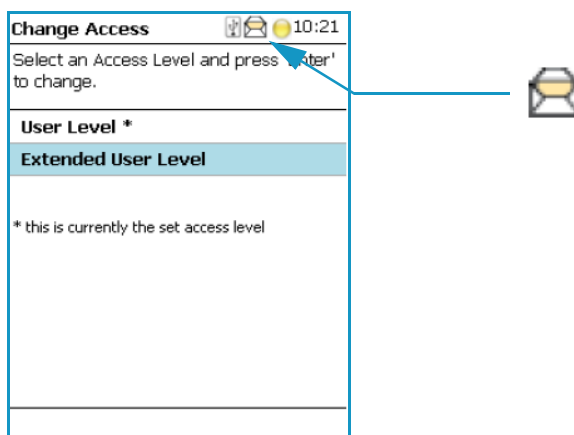 Change Access 10:21
Select an Access Level and press 'Enter'
to change.
User Level *
Extended User Level
* this is currently the set access level